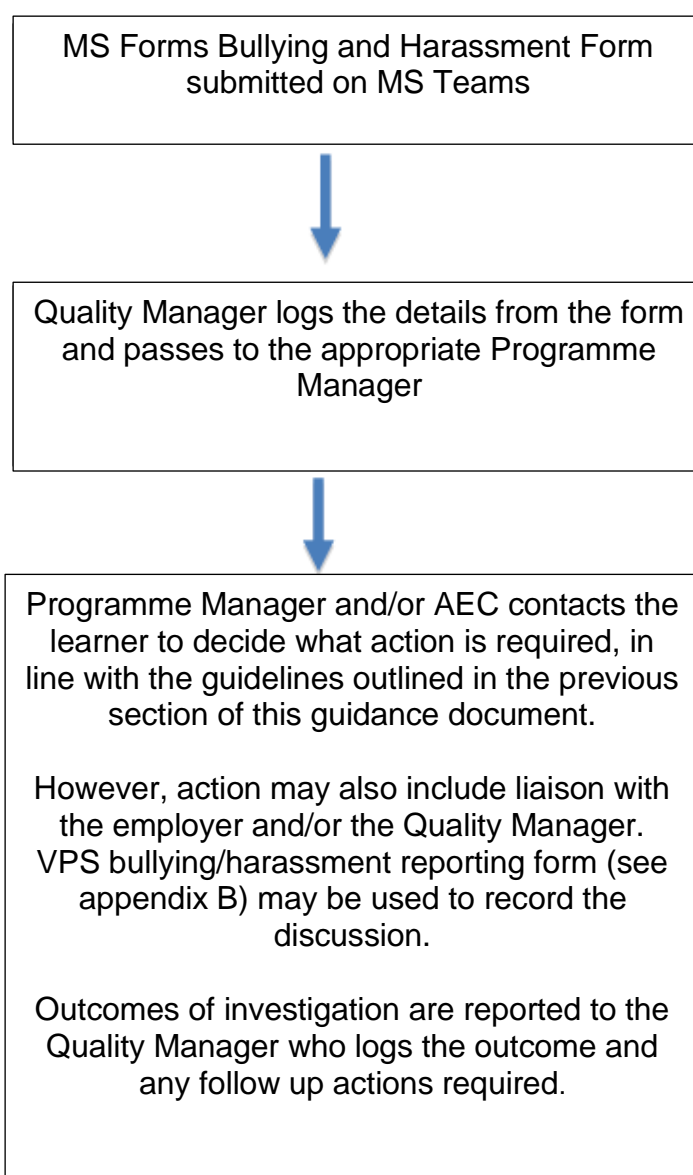 MS Forms Bullying and Harassment Form
submitted on MS Teams
Quality Manager logs the details from the form
and passes to the appropriate Programme
Manager
Programme Manager and/or AEC contacts the
learner to decide what action is required, in
line with the guidelines outlined in the previous
section of this guidance document.
However, action may also include liaison with
the employer and/or the Quality Manager.
VPS bullying/harassment reporting form (see
appendix B) may be used to record the
discussion.
Outcomes of investigation are reported to the
Quality Manager who logs the outcome and
any follow up actions required.